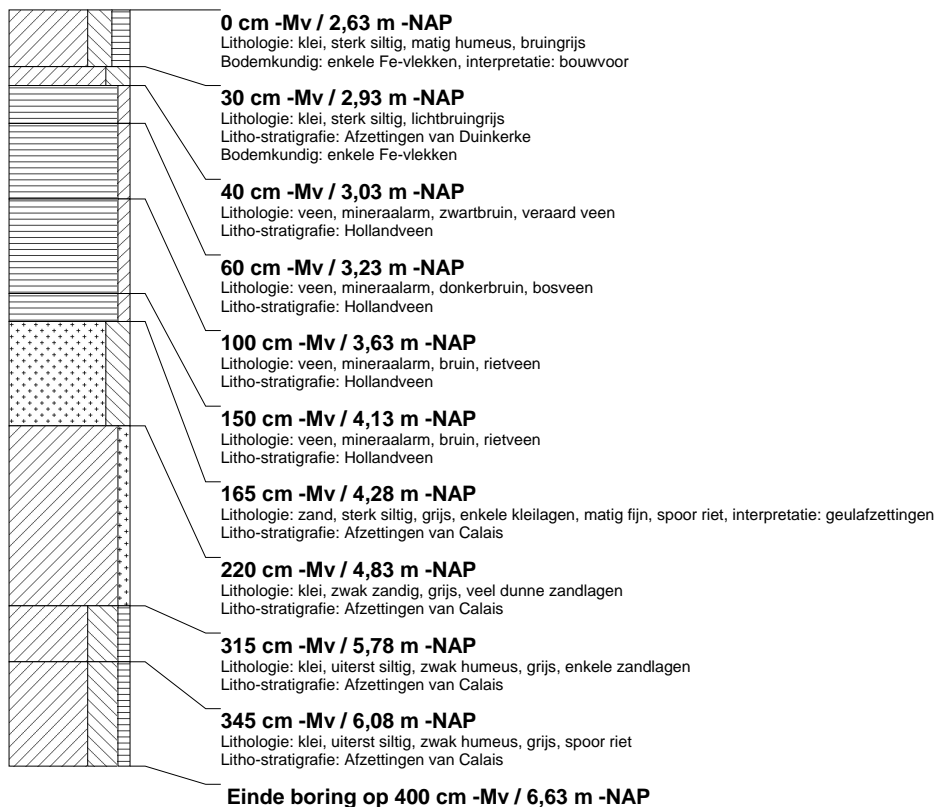 0 cm -Mv / 2,63 m -NAP
Lithologie: klei, sterk siltig, matig humeus, bruingrijs
Bodemkundig: enkele Fe-vlekken, interpretatie: bouwvoor
30 cm -Mv / 2,93 m -NAP
Lithologie: klei, sterk siltig, lichtbruingrijs
Litho-stratigrafie: Afzettingen van Duinkerke
Bodemkundig: enkele Fe-vlekken
40 cm -Mv / 3,03 m -NAP
Lithologie: veen, mineraalarm, zwartbruin, veraard veen
Litho-stratigrafie: Hollandveen
60 cm -Mv / 3,23 m -NAP
Lithologie: veen, mineraalarm, donkerbruin, bosveen
Litho-stratigrafie: Hollandveen
100 cm -Mv / 3,63 m -NAP
Lithologie: veen, mineraalarm, bruin, rietveen
Litho-stratigrafie: Hollandveen
150 cm -Mv / 4,13 m -NAP
Lithologie: veen, mineraalarm, bruin, rietveen
Litho-stratigrafie: Hollandveen
165 cm -Mv / 4,28 m -NAP
Lithologie: zand, sterk siltig, grijs, enkele kleilagen, matig fijn, spoor riet, interpretatie: geulafzettingen
Litho-stratigrafie: Afzettingen van Calais
220 cm -Mv / 4,83 m -NAP
Lithologie: klei, zwak zandig, grijs, veel dunne zandlagen
Litho-stratigrafie: Afzettingen van Calais
315 cm -Mv / 5,78 m -NAP
Lithologie: klei, uiterst siltig, zwak humeus, grijs, enkele zandlagen
Litho-stratigrafie: Afzettingen van Calais
345 cm -Mv / 6,08 m -NAP
Lithologie: klei, uiterst siltig, zwak humeus, grijs, spoor riet
Litho-stratigrafie: Afzettingen van Calais
Einde boring op 400 cm -Mv / 6,63 m -NAP